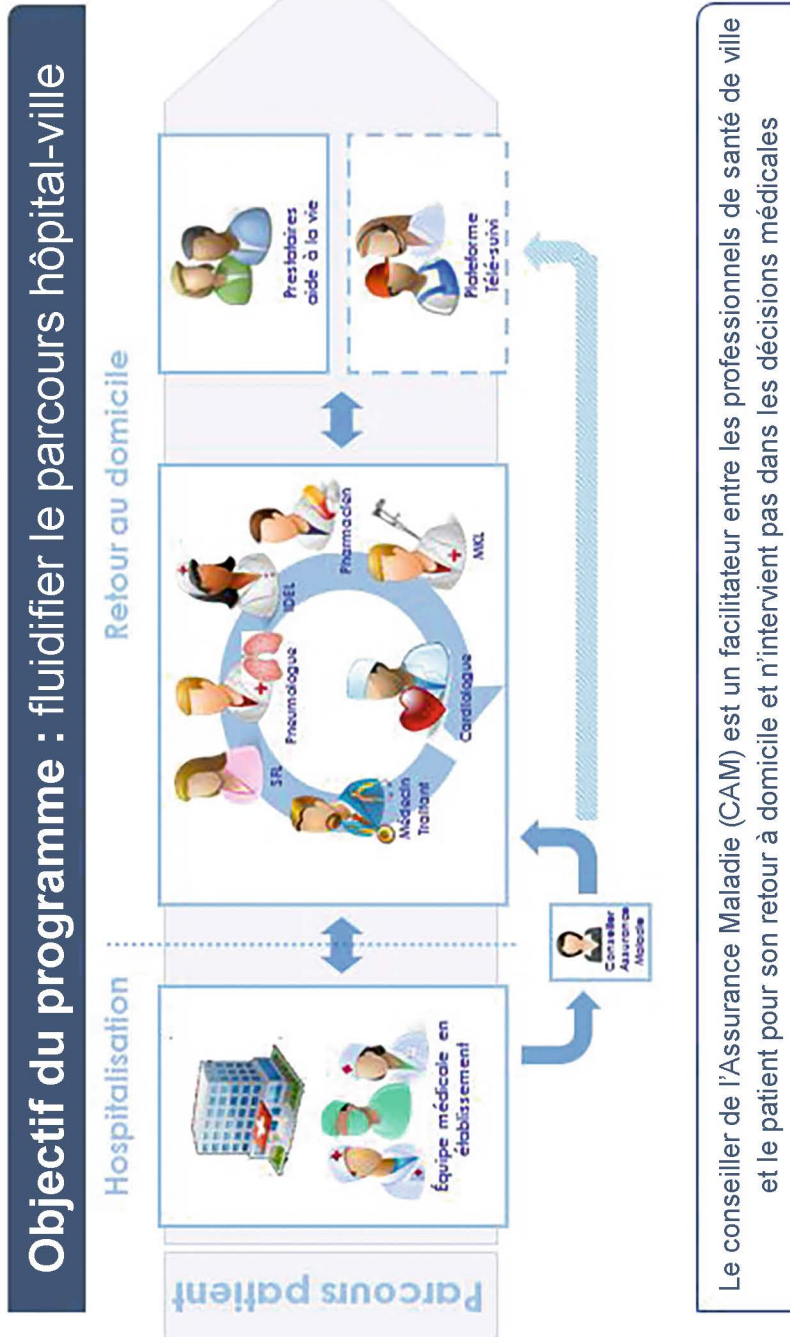 Objectif du programme : fluidifier le parcours hôpital-ville
Hospitalisation
Retour au domicile
Parcours patient
Équipe médicale en
établissement
Conseiller
Assurance
Maladie
SFL
Pneumologue
IDEL
Pharmacien
MKL
Cardiologue
Médecin
Traitant
Prestataires
aide à la vie
Plateforme
Télé-suivi
Le conseiller de l'Assurance Maladie (CAM) est un facilitateur entre les professionnels de santé de ville
et le patient pour son retour à domicile et n'intervient pas dans les décisions médicales